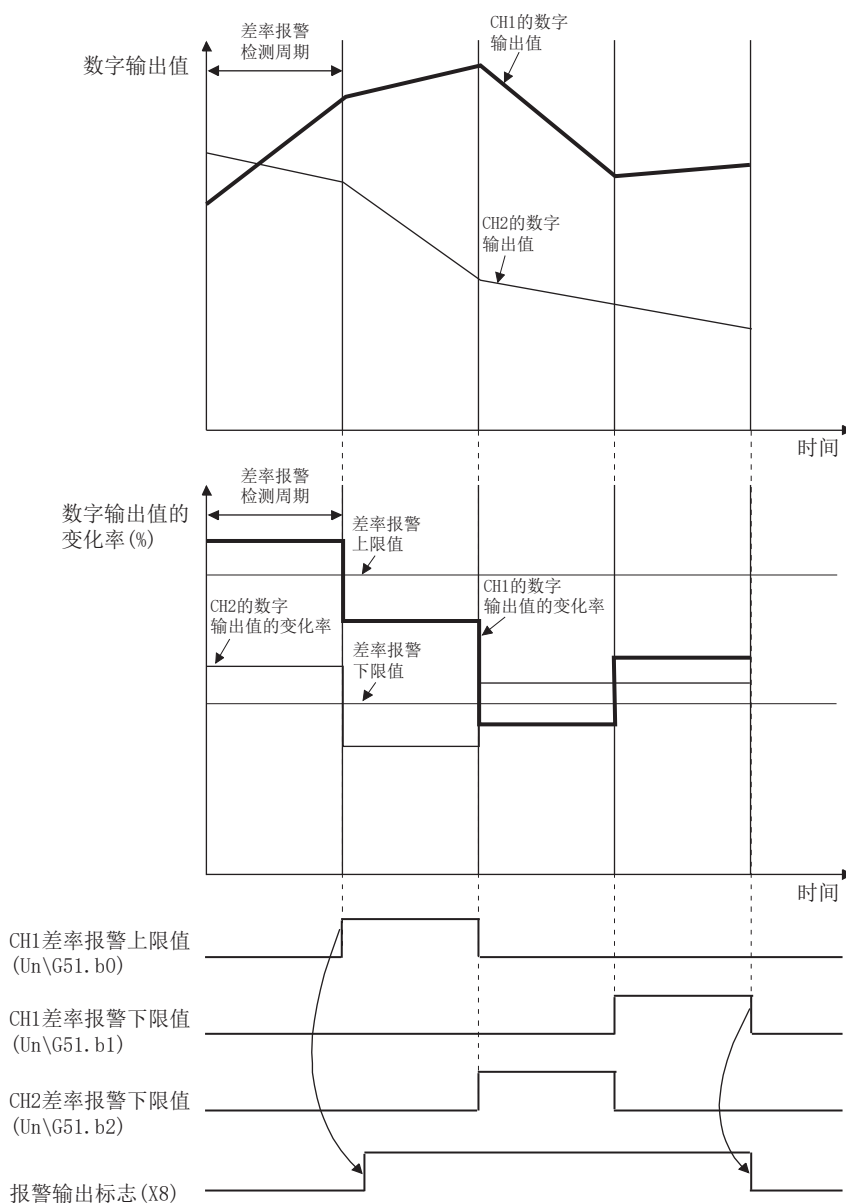 差率报警
检测周期
CH1的数字
输出值
数字输出值
CH2的数字
输出值
时间
差率报警
检测周期
数字输出值的
变化率(%)
差率报警
上限值
CH2的数字
输出值的变化率
CH1的数字
输出值的变化率
差率报警
下限值
时间
CH1差率报警上限值
(Un\G51.b0)
CH1差率报警下限值
(Un\G51.b1)
CH2差率报警下限值
(Un\G51.b2)
报警输出标志(X8)